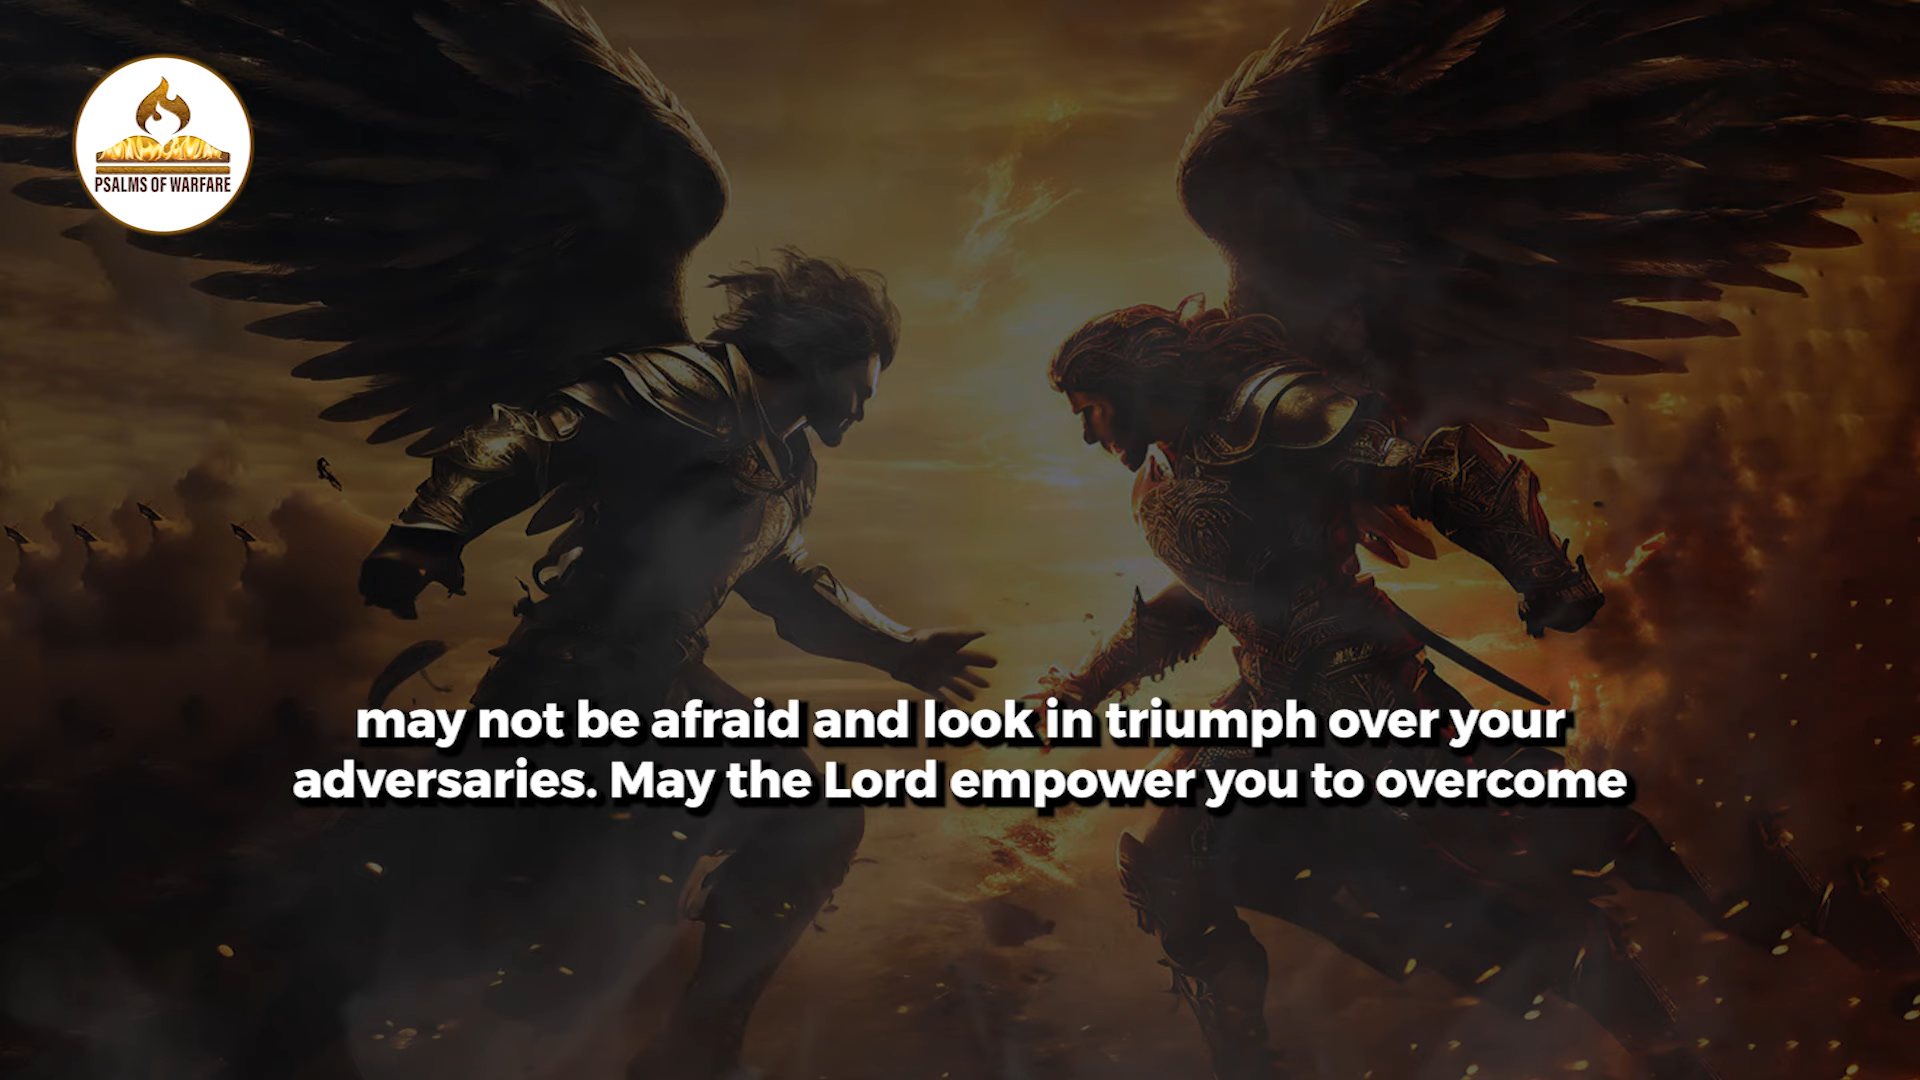 PSALMS OF WARFARE
may not be afraid and look in triumph over your
adversaries. May the Lord empower you to overcome